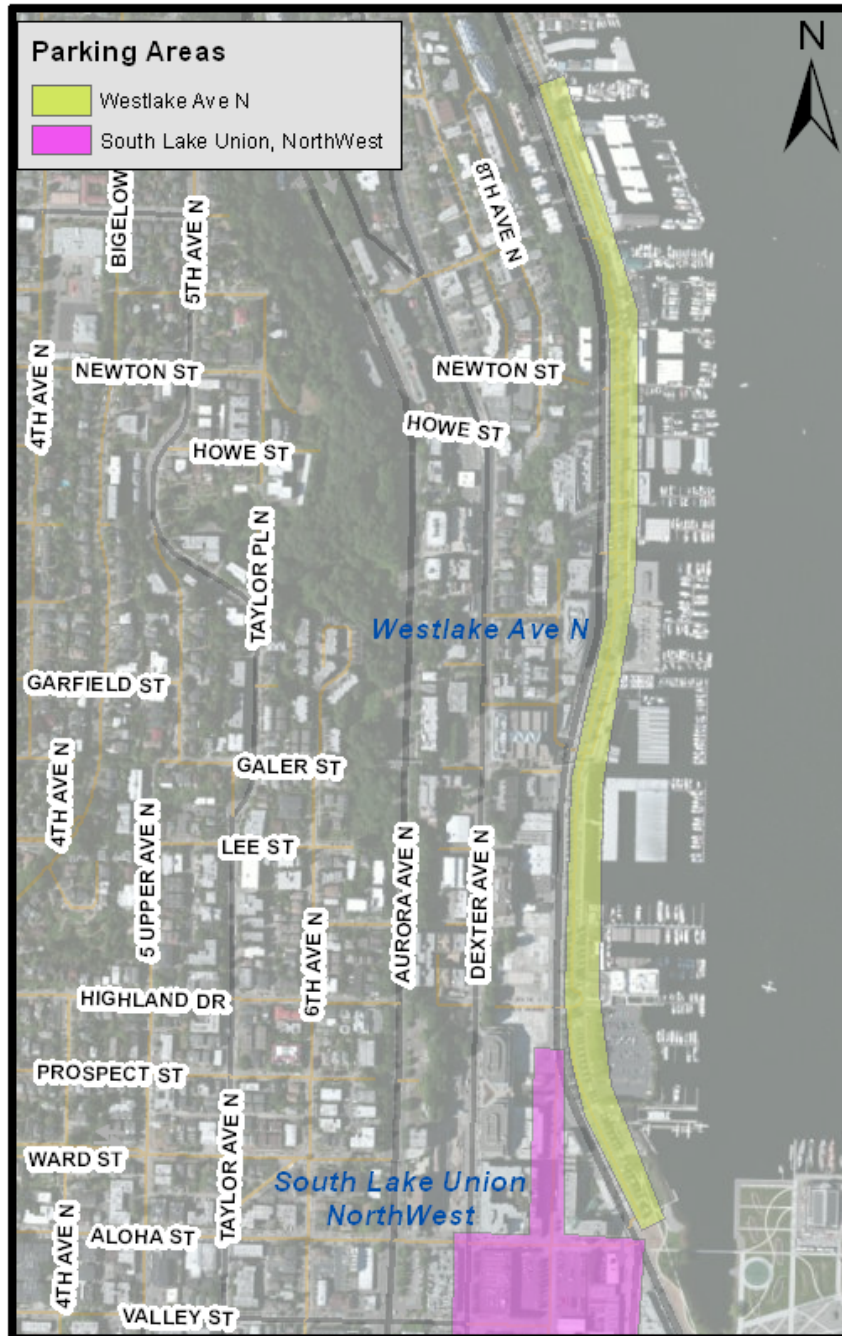 Parking Areas
Westlake Ave N
South Lake Union, NorthWest
N
BIGELOW
5TH AVE N
8TH AVE N
4TH AVE N
NEWTON ST
NEWTON ST
HOWE ST
HOWE ST
TAYLOR PL N
Westlake Ave N
GARFIELD ST
4TH AVE N
GALER ST
5 UPPER AVE N
LEE ST
AURORA AVE N
DEXTER AVE N
6TH AVE N
HIGHLAND DR
PROSPECT ST
TAYLOR AVE N
WARD ST
South Lake Union
NorthWest
4TH AVE N
ALOHA ST
VALLEY ST